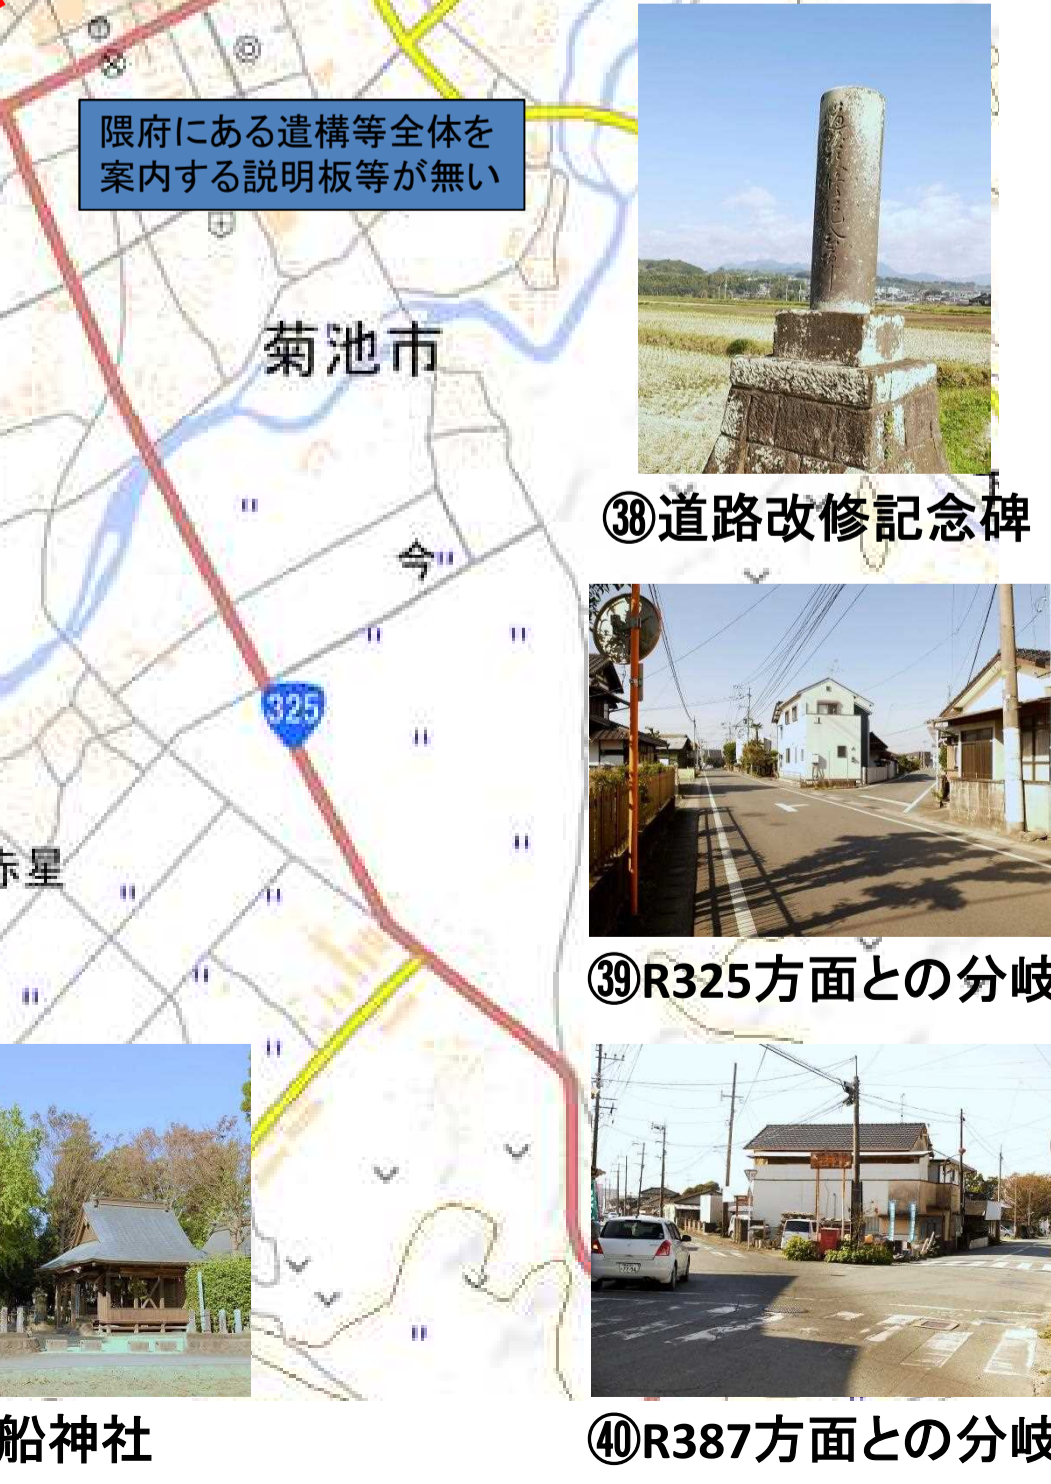 隈府にある遺構等全体を
案内する説明板等が無い
菊池市
㊳道路改修記念碑
今
325
赤星
㊴R325方面との分岐
船神社
㊵R387方面との分岐